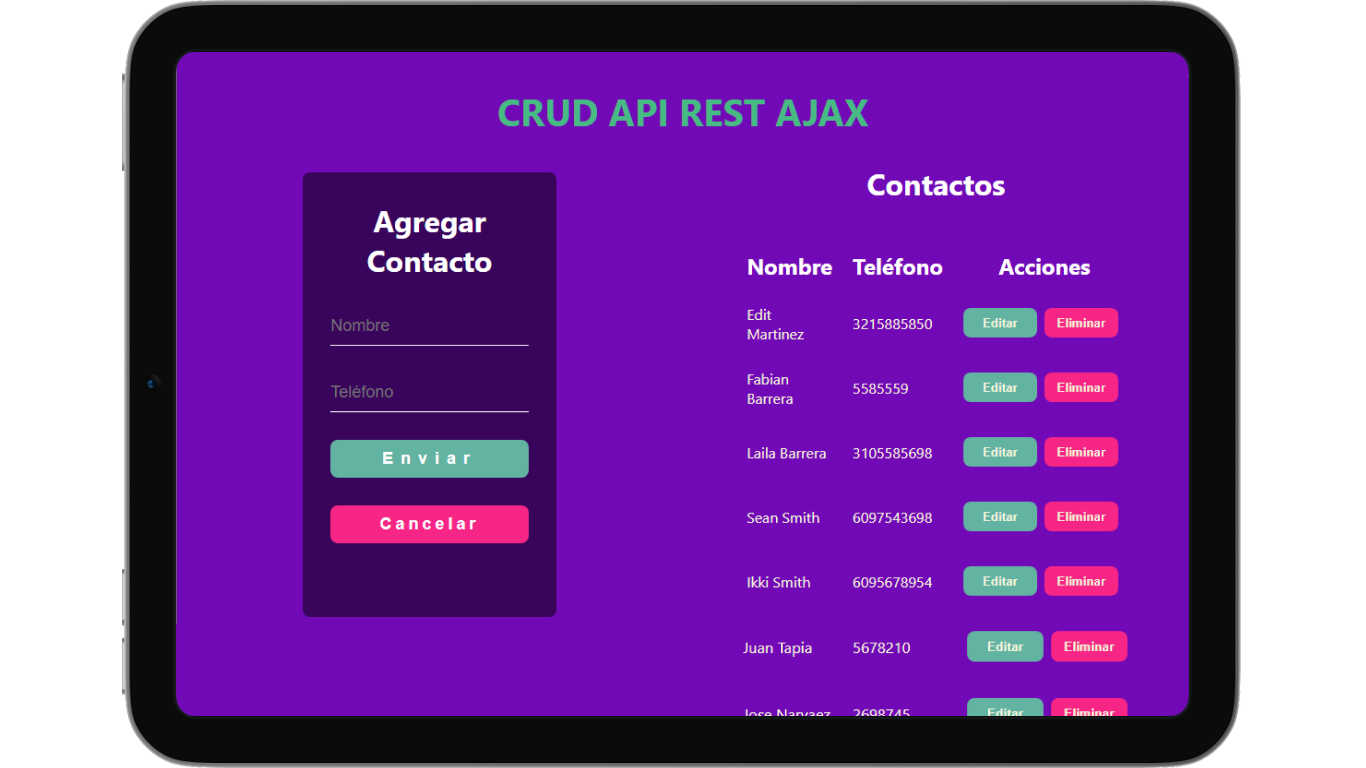 CRUD API REST AJAX
Agregar
Contacto
Nombre
Teléfono
Enviar
Cancelar
Contactos
Nombre Teléfono Acciones
Edit
Martinez 3215885850 Editar Eliminar
Fabian
Barrera 5585559 Editar Eliminar
Laila Barrera 3105585698 Editar Eliminar
Sean Smith 6097543698 Editar Eliminar
Ikki Smith 6095678954 Editar Eliminar
Juan Tapia 5678210 Editar Eliminar
Jose Narvaez 2698745 Editar Eliminar